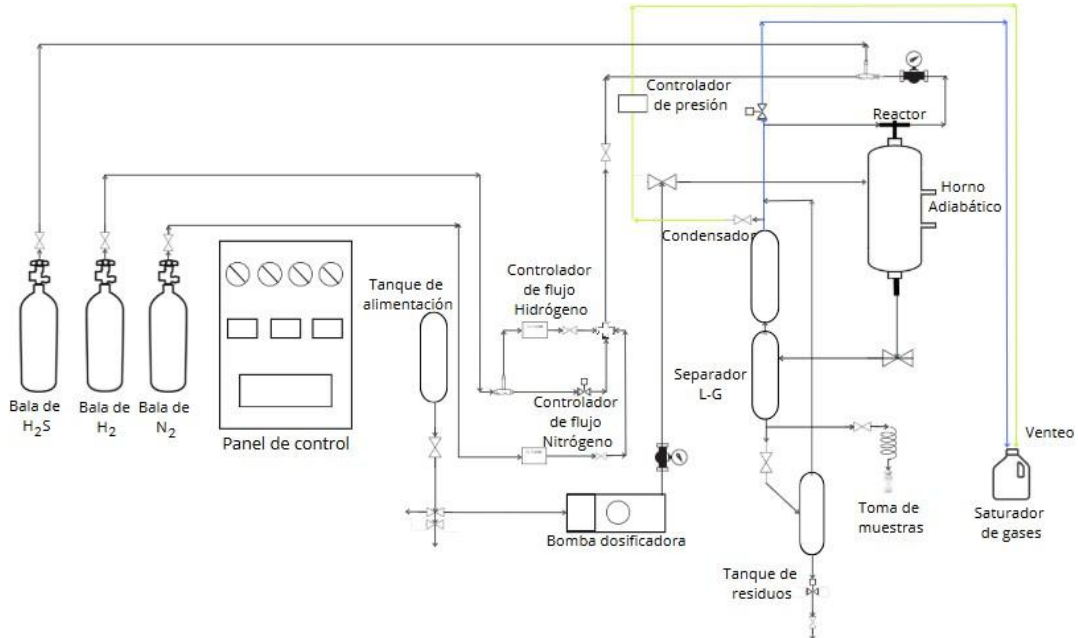 Controlador
de presión
Reactor
Horno
Adiabático
Condensador
Tanque de
alimentación
Controlador
de flujo
Hidrógeno
Separador
L-G
Bala de
H₂S
Bala de
H₂
Bala de
N₂
Panel de control
Controlador
de flujo
Nitrógeno
Venteo
Toma de
muestras
Saturador
de gases
Bomba dosificadora
Tanque de
residuos